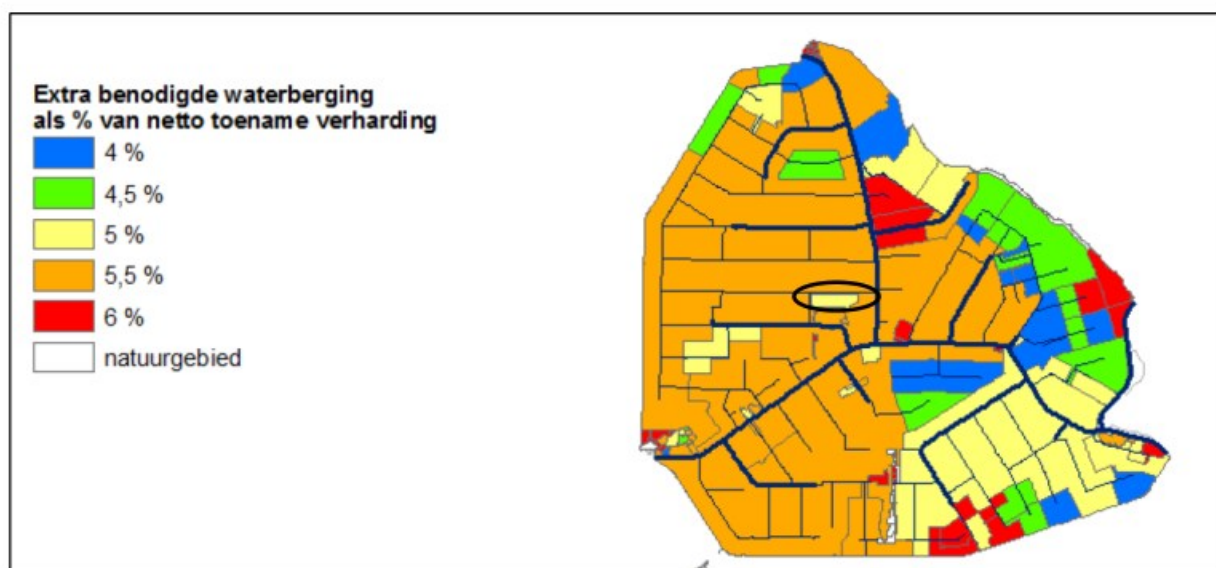 Extra benodigde waterberging
als % van netto toename verharding
4 %
4,5 %
5 %
5,5 %
6 %
natuurgebied